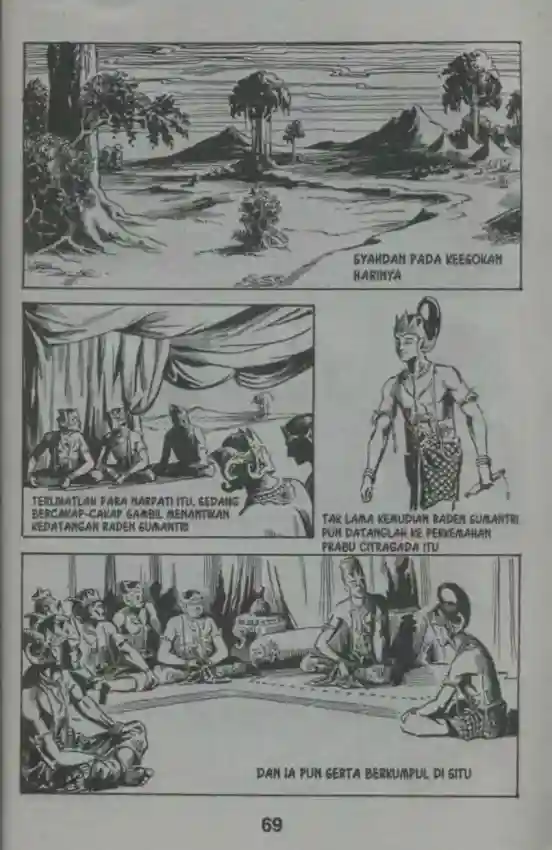 SYAHDAN PADA KEESOKAN
HARINYA
TERLIHATLAH PARA NARPATI ITU, SEDANG
BERCAKAP-CAKAP SAMBIL MENANTIKAN
KEDATANGAN RADEN SUMANTRI
TAK LAMA KEMUDIAN RADEN SUMANTRI
PUN DATANGLAH KE PERKEMAHAN
PRABU CITRAGADA ITU
DAN IA PUN SERTA BERKUMPUL DI SITU
69